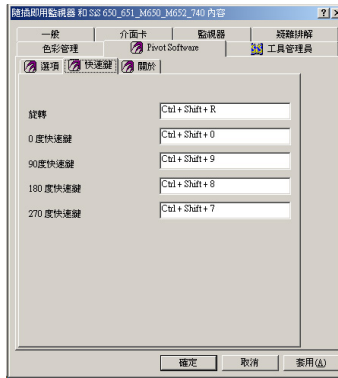 隨插即用監視器 和 SiS 650_651_M650_M652_740 內容
一般 介面卡 監視器 疑難排解
色彩管理 Pivot Software 工具管理員
選項 快速鍵 關於
旋轉 Ctrl + Shift + R
0 度快速鍵 Ctrl + Shift + 0
90度快速鍵 Ctrl + Shift + 9
180 度快速鍵 Ctrl + Shift + 8
270 度快速鍵 Ctrl + Shift + 7
確定 取消 套用(A)